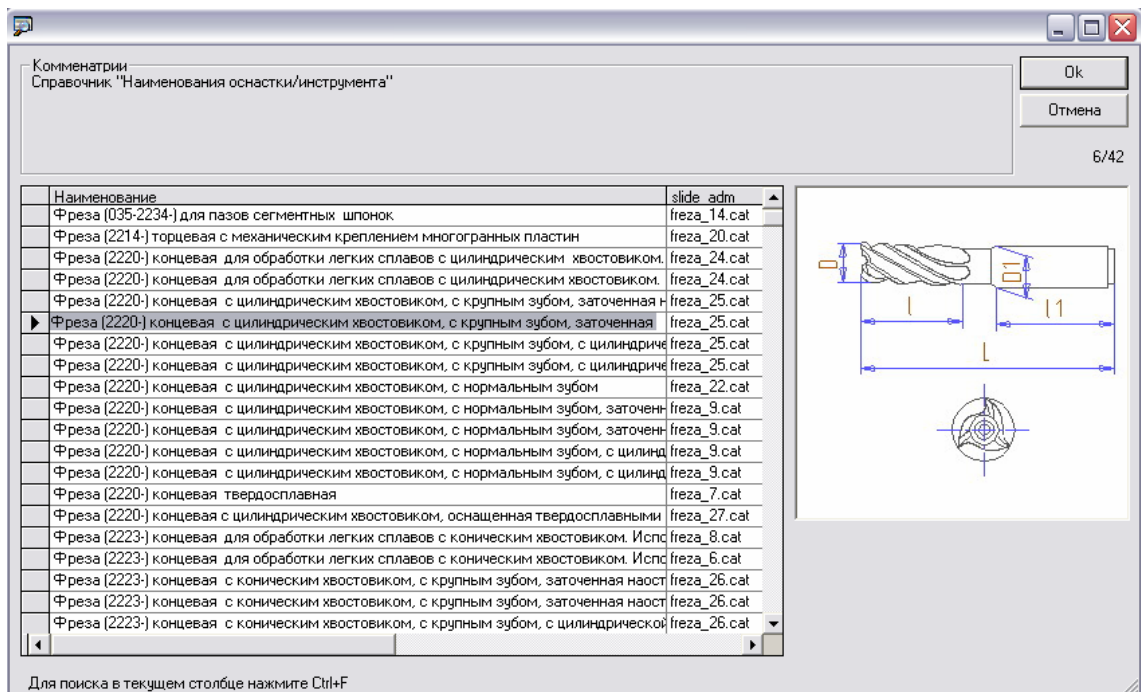 Комменатрии
Справочник "Наименования оснастки/инструмента"
Ok
Отмена
6/42
Наименование slide_adm
Фреза (035-2234-) для пазов сегментных шпонок freza_14.cat
Фреза (2214-) торцевая с механическим креплением многогранных пластин freza_20.cat
Фреза (2220-) концевая для обработки легких сплавов с цилиндрическим хвостовиком. freza_24.cat
Фреза (2220-) концевая для обработки легких сплавов с цилиндрическим хвостовиком. freza_24.cat
Фреза (2220-) концевая с цилиндрическим хвостовиком, с крупным зубом, заточенная н freza_25.cat
Фреза (2220-) концевая с цилиндрическим хвостовиком, с крупным зубом, заточенная freza_25.cat
Фреза (2220-) концевая с цилиндрическим хвостовиком, с крупным зубом, с цилиндриче freza_25.cat
Фреза (2220-) концевая с цилиндрическим хвостовиком, с крупным зубом, с цилиндриче freza_25.cat
Фреза (2220-) концевая с цилиндрическим хвостовиком, с нормальным зубом freza_22.cat
Фреза (2220-) концевая с цилиндрическим хвостовиком, с нормальным зубом, заточенн freza_9.cat
Фреза (2220-) концевая с цилиндрическим хвостовиком, с нормальным зубом, заточенн freza_9.cat
Фреза (2220-) концевая с цилиндрическим хвостовиком, с нормальным зубом, с цилинд freza_9.cat
Фреза (2220-) концевая с цилиндрическим хвостовиком, с нормальным зубом, с цилинд freza_9.cat
Фреза (2220-) концевая твердосплавная freza_7.cat
Фреза (2220-) концевая с цилиндрическим хвостовиком, оснащенная твердосплавными freza_27.cat
Фреза (2223-) концевая для обработки легких сплавов с коническим хвостовиком. Испо freza_8.cat
Фреза (2223-) концевая для обработки легких сплавов с коническим хвостовиком. Испо freza_6.cat
Фреза (2223-) концевая с коническим хвостовиком, с крупным зубом, заточенная наост freza_26.cat
Фреза (2223-) концевая с коническим хвостовиком, с крупным зубом, заточенная наост freza_26.cat
Фреза (2223-) концевая с коническим хвостовиком, с крупным зубом, с цилиндрической freza_26.cat
D
D1
l
l1
L
Для поиска в текущем столбце нажмите Ctrl+F